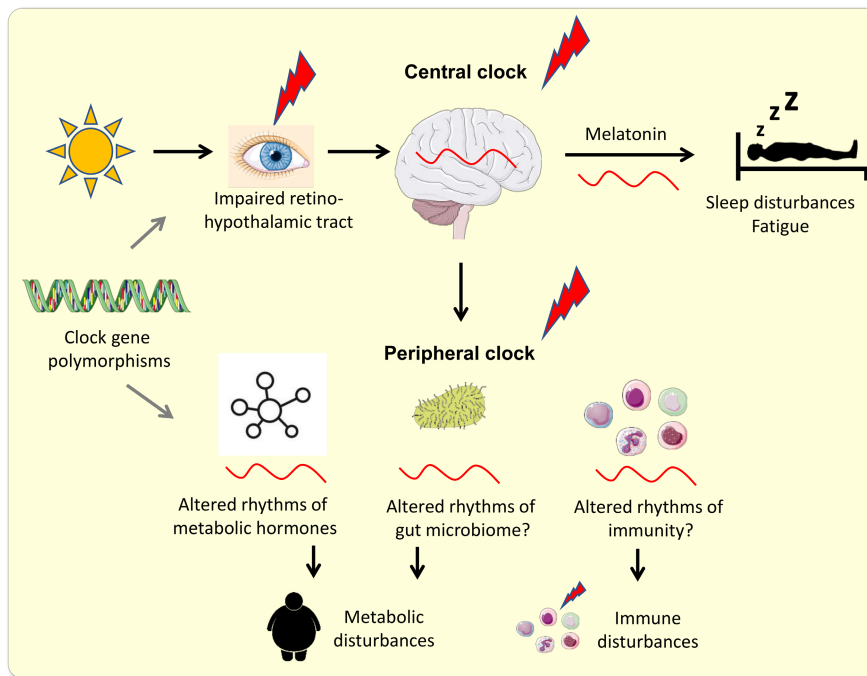 Central clock
Melatonin
z z Z
Impaired retino-
hypothalamic tract
Sleep disturbances
Fatigue
Clock gene
polymorphisms
Peripheral clock
Altered rhythms of
metabolic hormones
Altered rhythms of
gut microbiome?
Altered rhythms of
immunity?
Metabolic
disturbances
Immune
disturbances